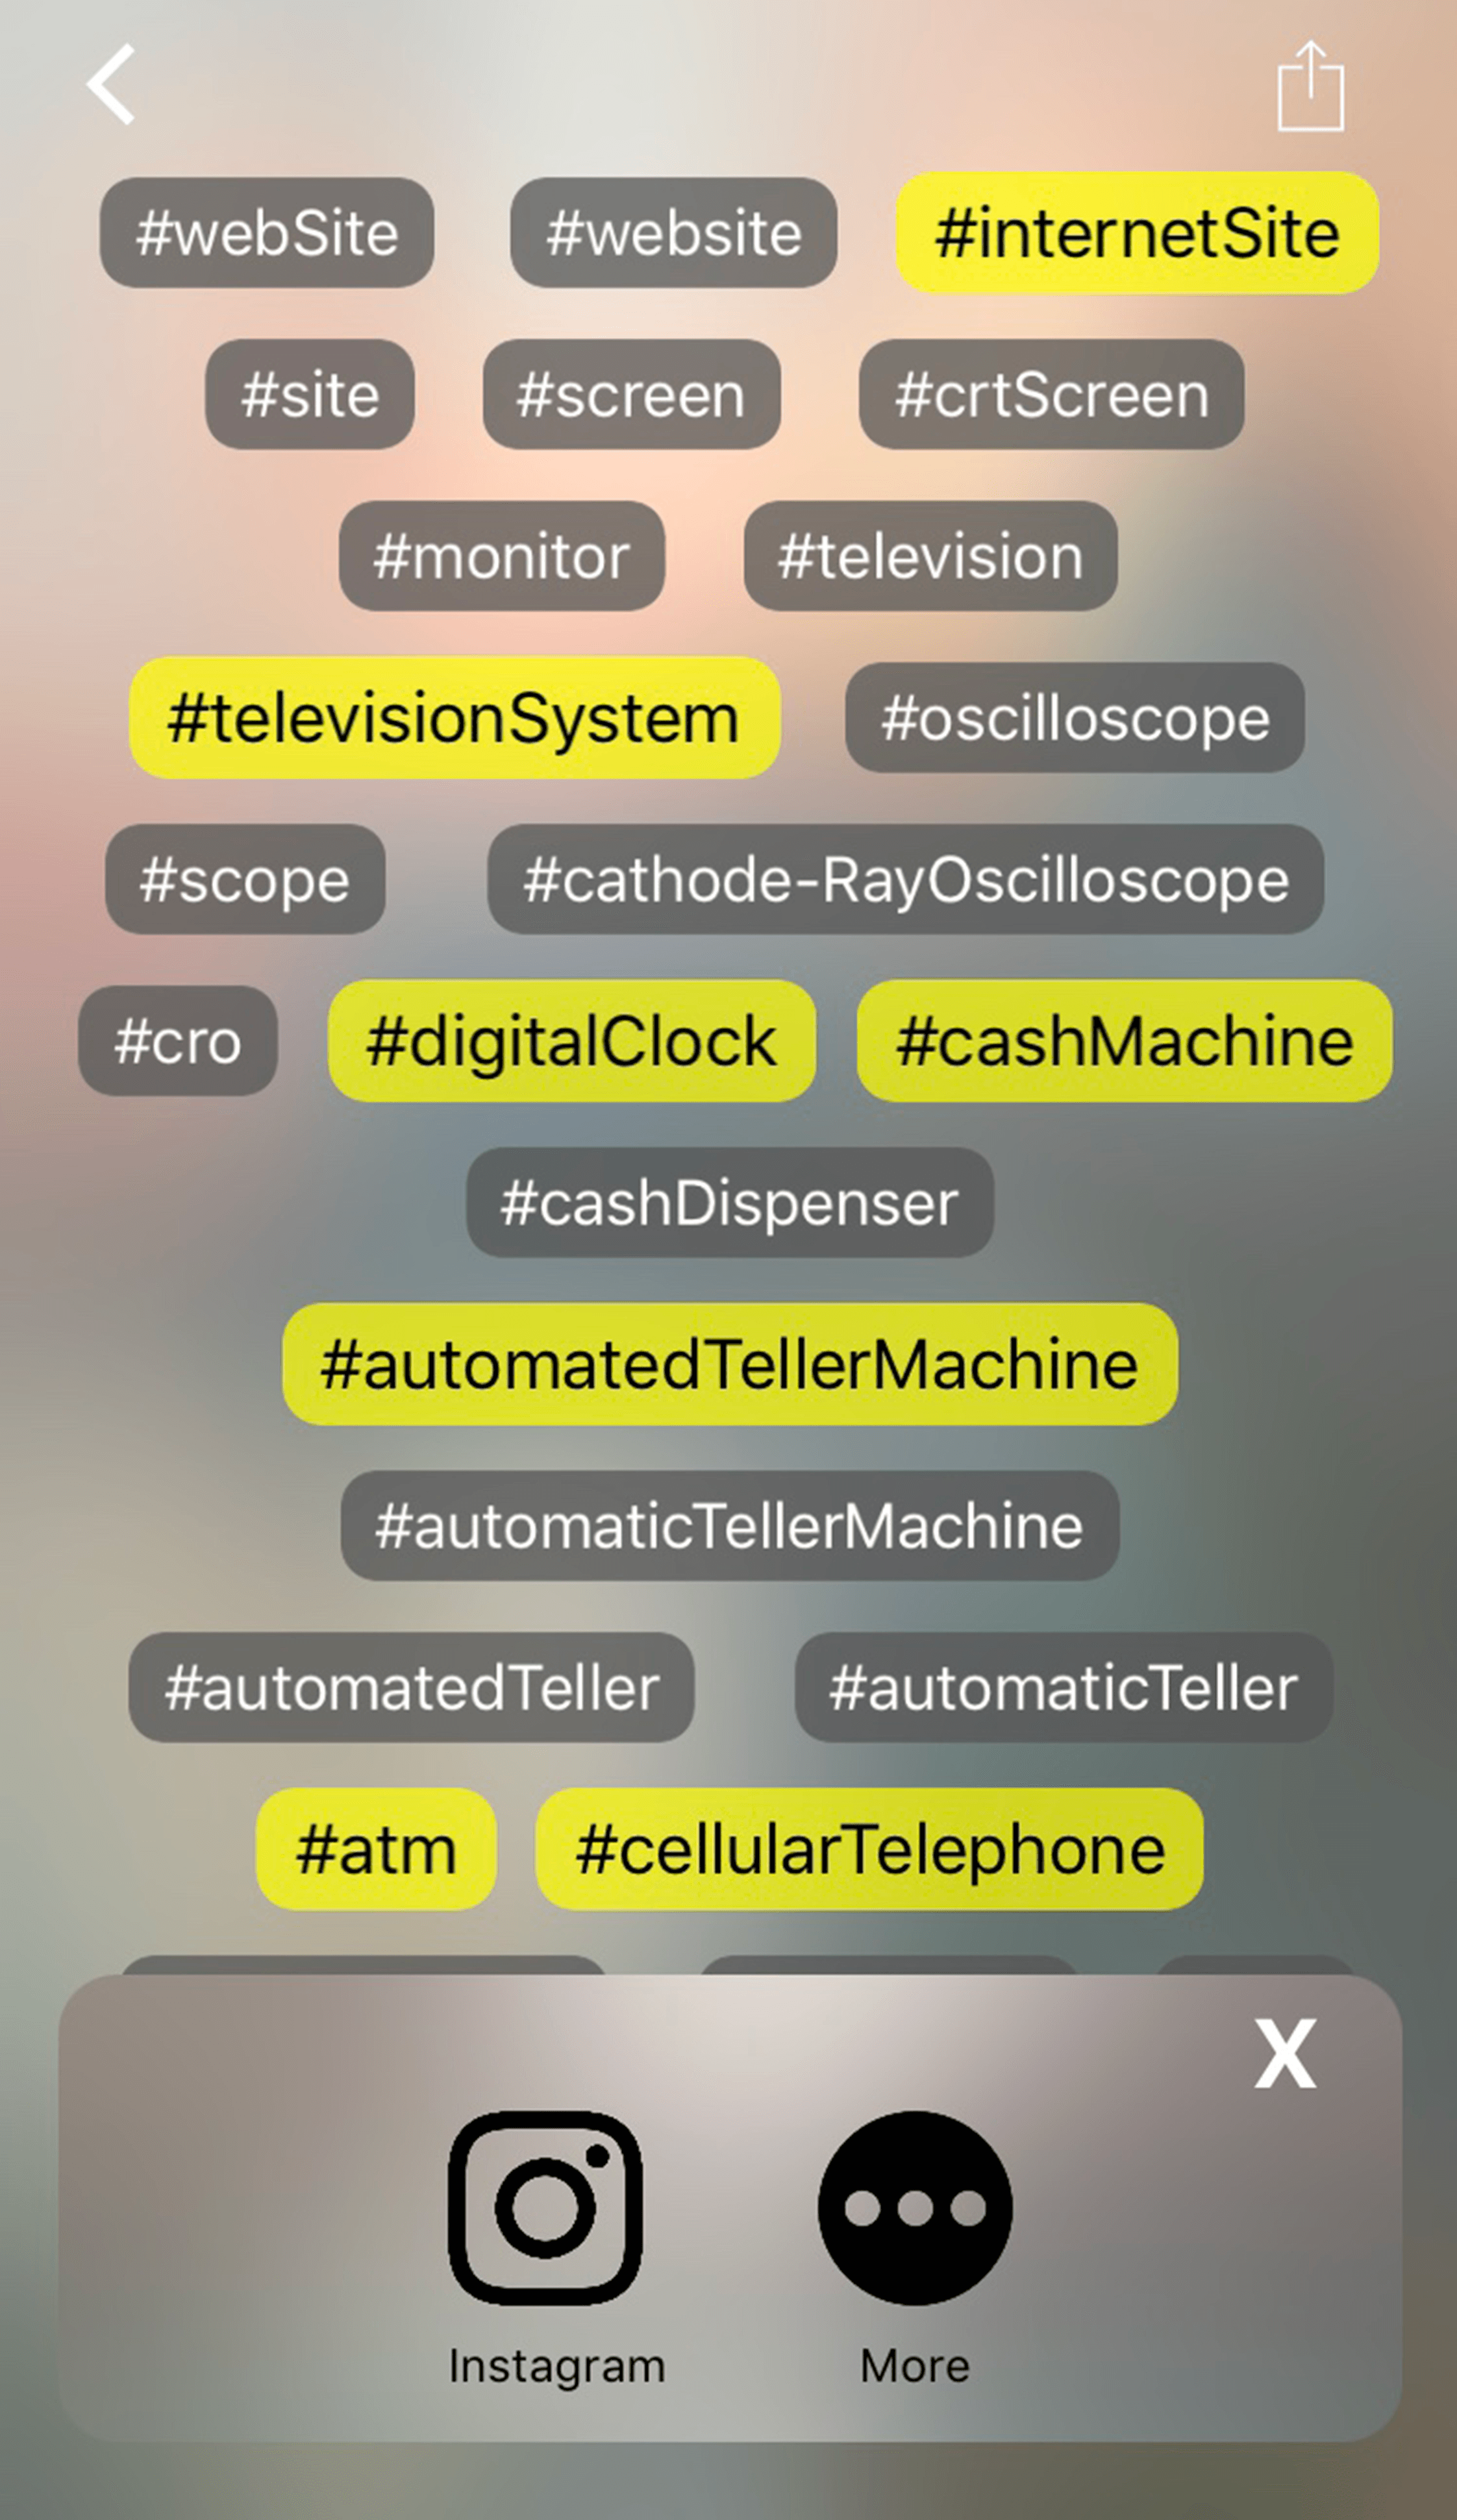 #webSite #website #internetSite
#site #screen #crtScreen
#monitor #television
#televisionSystem #oscilloscope
#scope #cathode-RayOscilloscope
#cro #digitalClock #cashMachine
#cashDispenser
#automatedTellerMachine
#automaticTellerMachine
#automatedTeller #automaticTeller
#atm #cellularTelephone
X
Instagram More